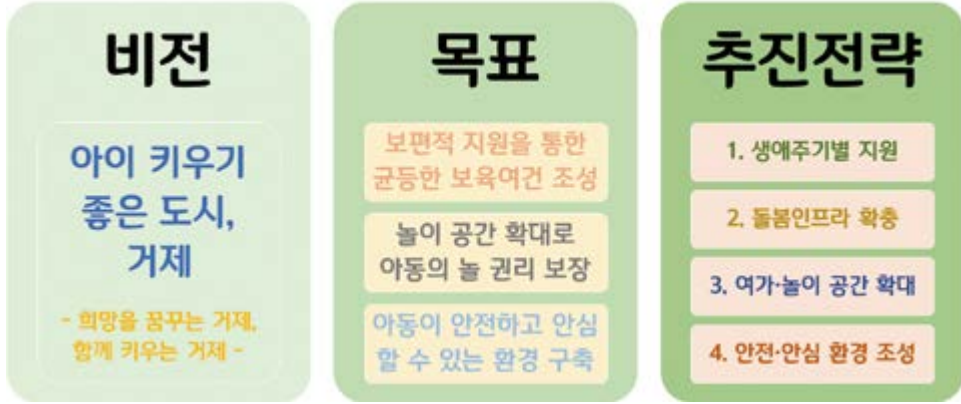 비전
아이 키우기
좋은 도시,
거제
- 희망을 꿈꾸는 거제,
함께 키우는 거제 -
목표
보편적 지원을 통한
균등한 보육여건 조성
놀이 공간 확대로
아동의 놀 권리 보장
아동이 안전하고 안심
할 수 있는 환경 구축
추진전략
1. 생애주기별 지원
2. 돌봄인프라 확충
3. 여가·놀이 공간 확대
4. 안전·안심 환경 조성